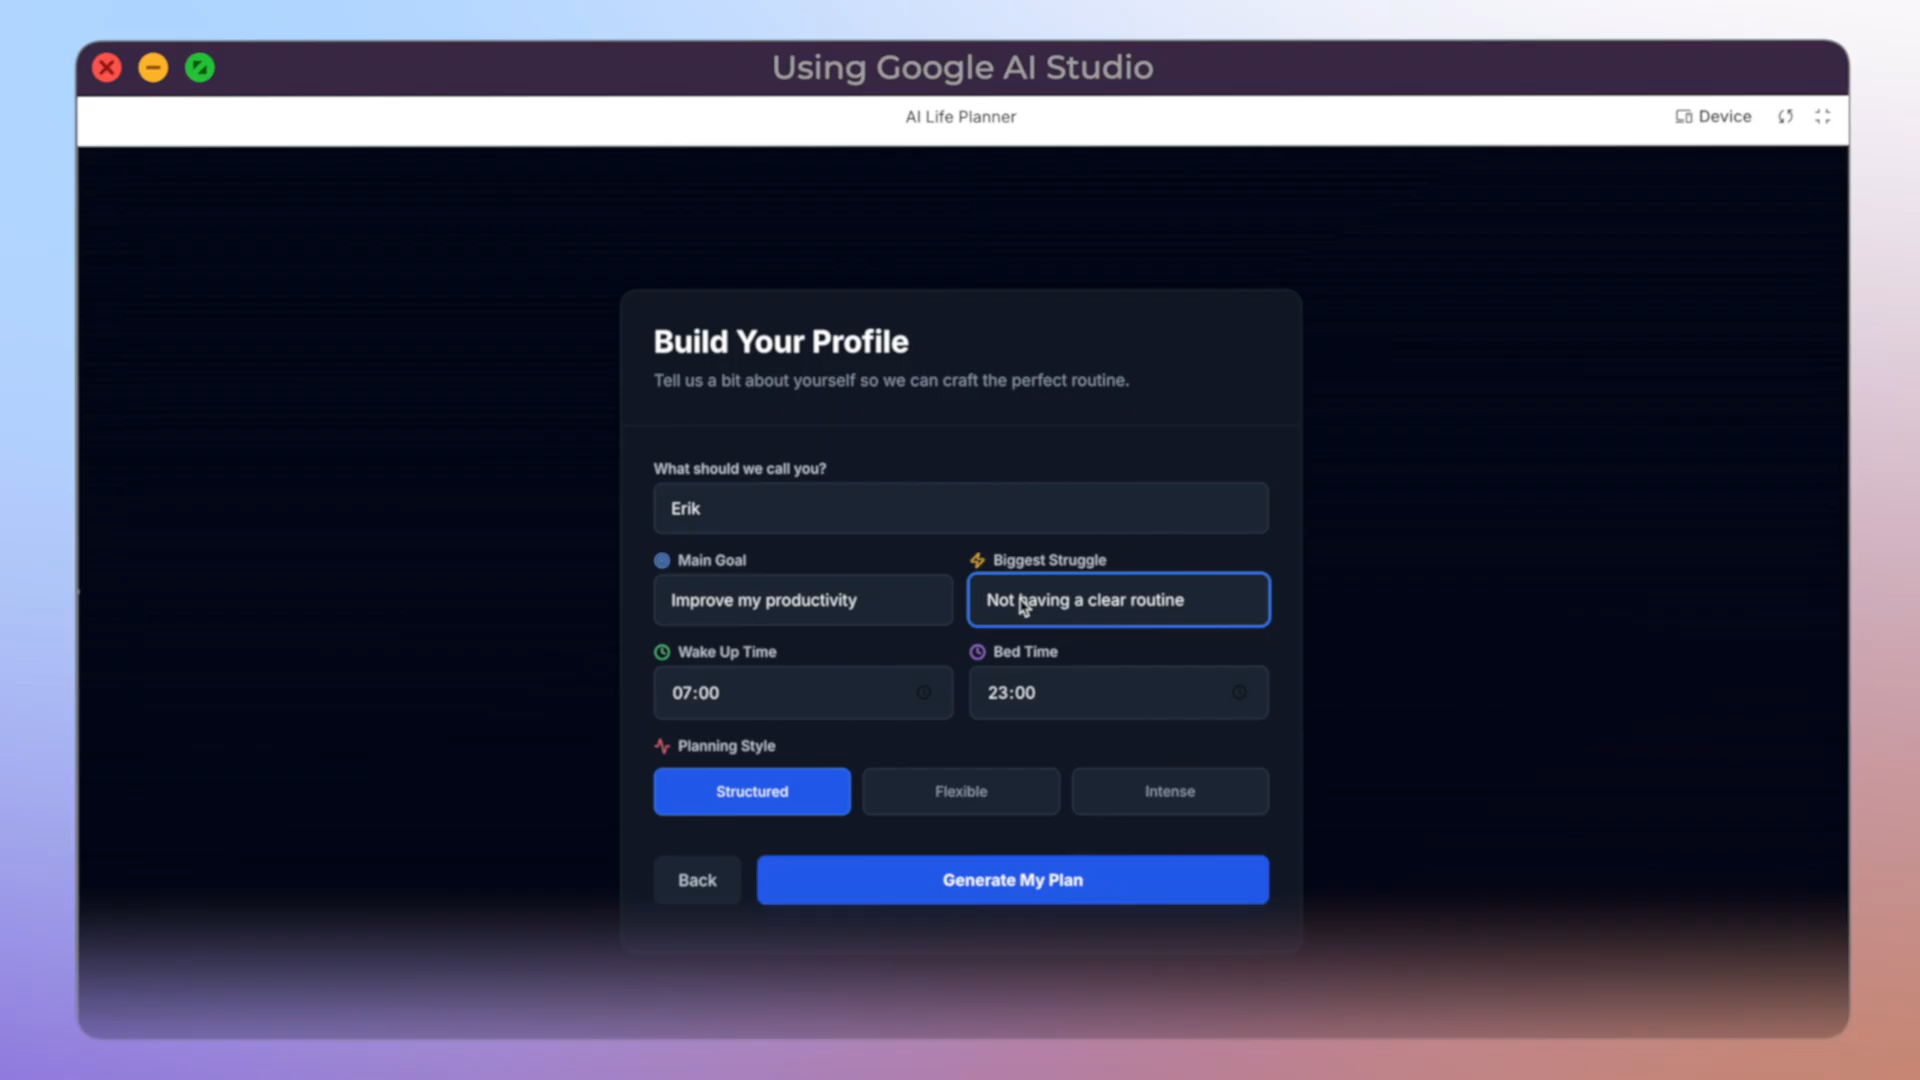 Using Google AI Studio
AI Life Planner
Device
Build Your Profile
Tell us a bit about yourself so we can craft the perfect routine.
What should we call you?
Erik
Main Goal
Biggest Struggle
Improve my productivity
Not having a clear routine
Wake Up Time
Bed Time
07:00
23:00
Planning Style
Structured
Flexible
Intense
Back
Generate My Plan